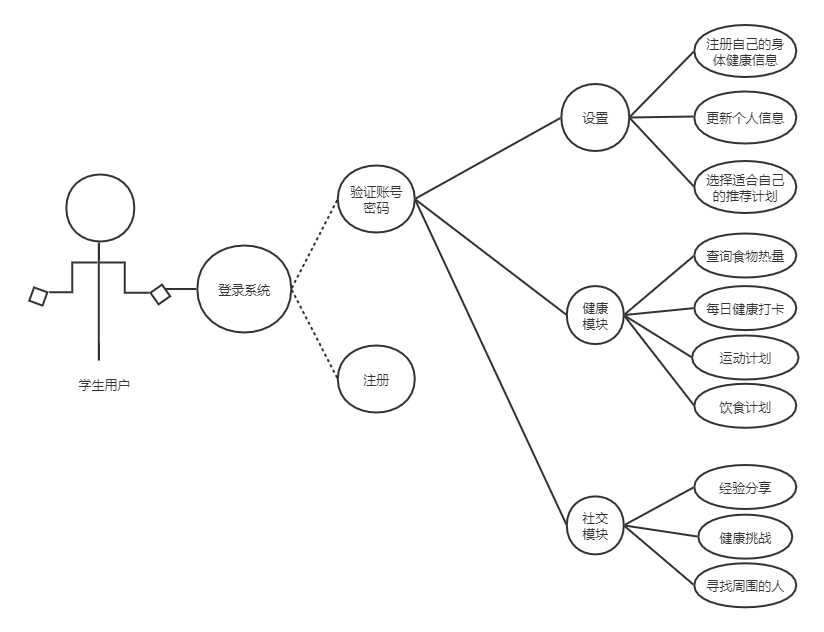 学生用户
登录系统
验证账号
密码
注册
设置
注册自己的身
体健康信息
更新个人信息
选择适合自己
的推荐计划
健康
模块
查询食物热量
每日健康打卡
运动计划
饮食计划
社交
模块
经验分享
健康挑战
寻找周围的人